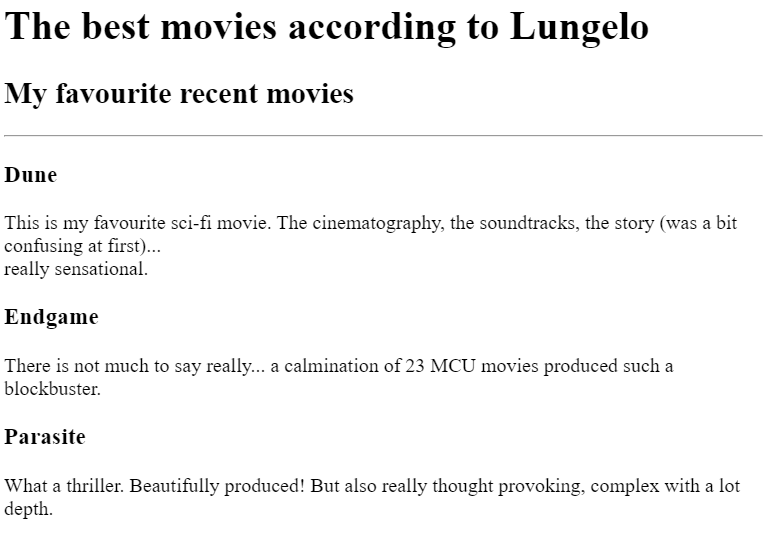 The best movies according to Lungelo
My favourite recent movies
Dune
This is my favourite sci-fi movie. The cinematography, the soundtracks, the story (was a bit
confusing at first)...
really sensational.
Endgame
There is not much to say really... a calmination of 23 MCU movies produced such a
blockbuster.
Parasite
What a thriller. Beautifully produced! But also really thought provoking, complex with a lot
depth.